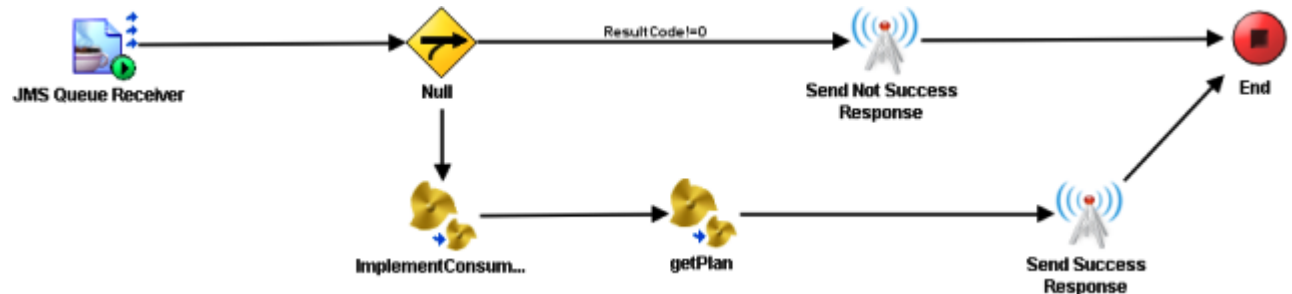 ResultCode!=0
JMS Queue Receiver
Null
Send Not Success
Response
End
ImplementConsum...
getPlan
Send Success
Response